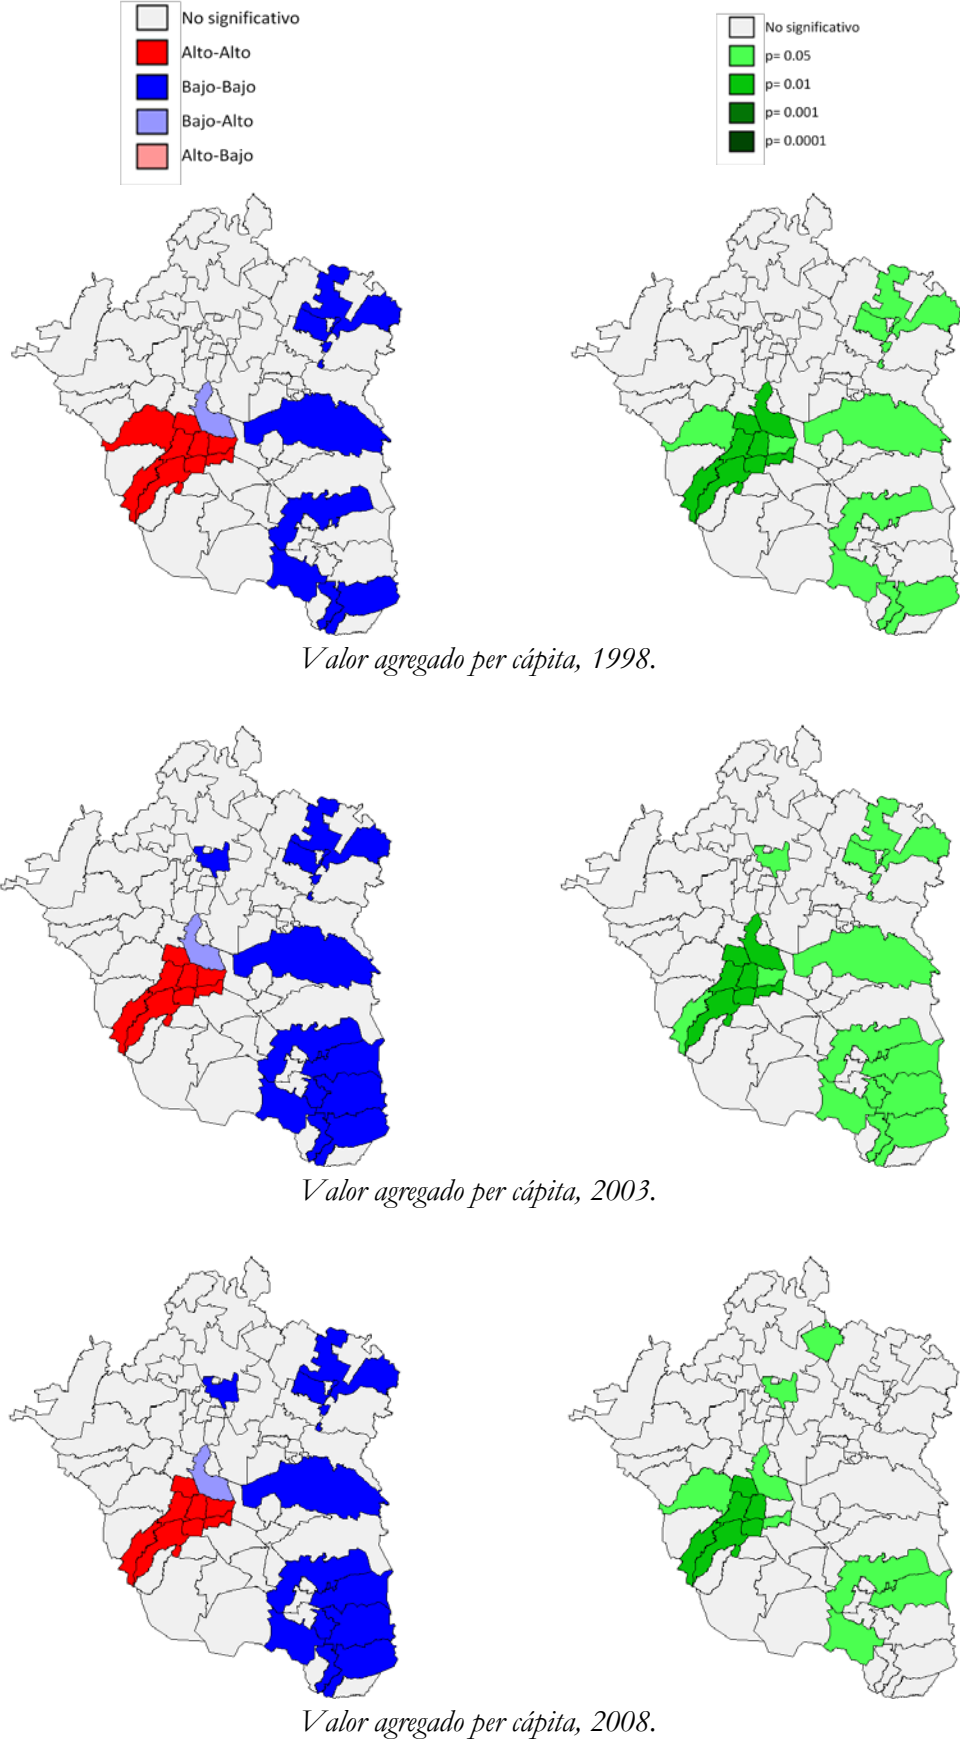 No significativo
Alto-Alto
Bajo-Bajo
Bajo-Alto
Alto-Bajo
No significativo
p= 0.05
p= 0.01
p= 0.001
p= 0.0001
Valor agregado per cápita, 1998.
Valor agregado per cápita, 2003.
Valor agregado per cápita, 2008.